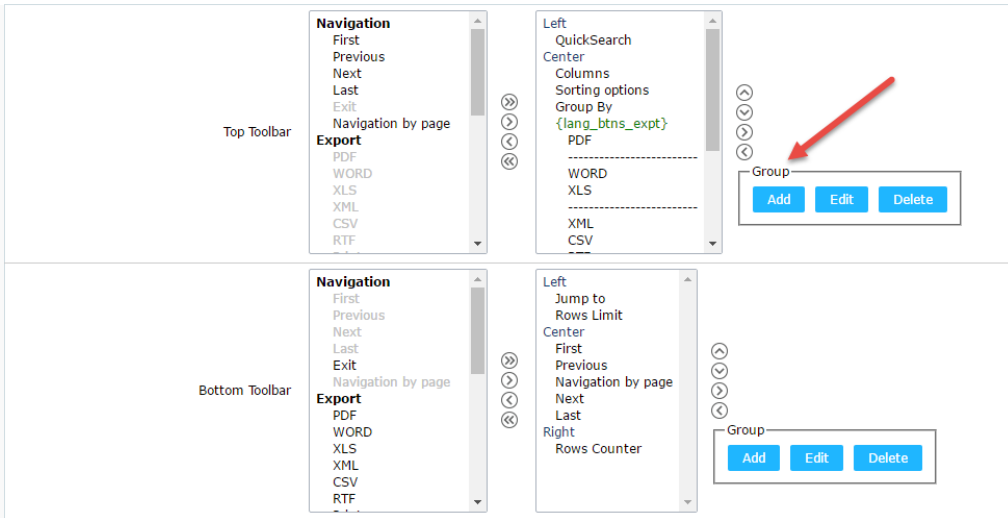 Top Toolbar
Navigation
First
Previous
Next
Last
Exit
Navigation by page
Export
PDF
WORD
XLS
XML
CSV
RTF
Left
QuickSearch
Center
Columns
Sorting options
Group By
{lang_btns_expt}
PDF
------------------------
WORD
XLS
------------------------
XML
CSV
Group
Add Edit Delete
Bottom Toolbar
Navigation
First
Previous
Next
Last
Exit
Navigation by page
Export
PDF
WORD
XLS
XML
CSV
RTF
Left
Jump to
Rows Limit
Center
First
Previous
Navigation by page
Next
Last
Right
Rows Counter
Group
Add Edit Delete